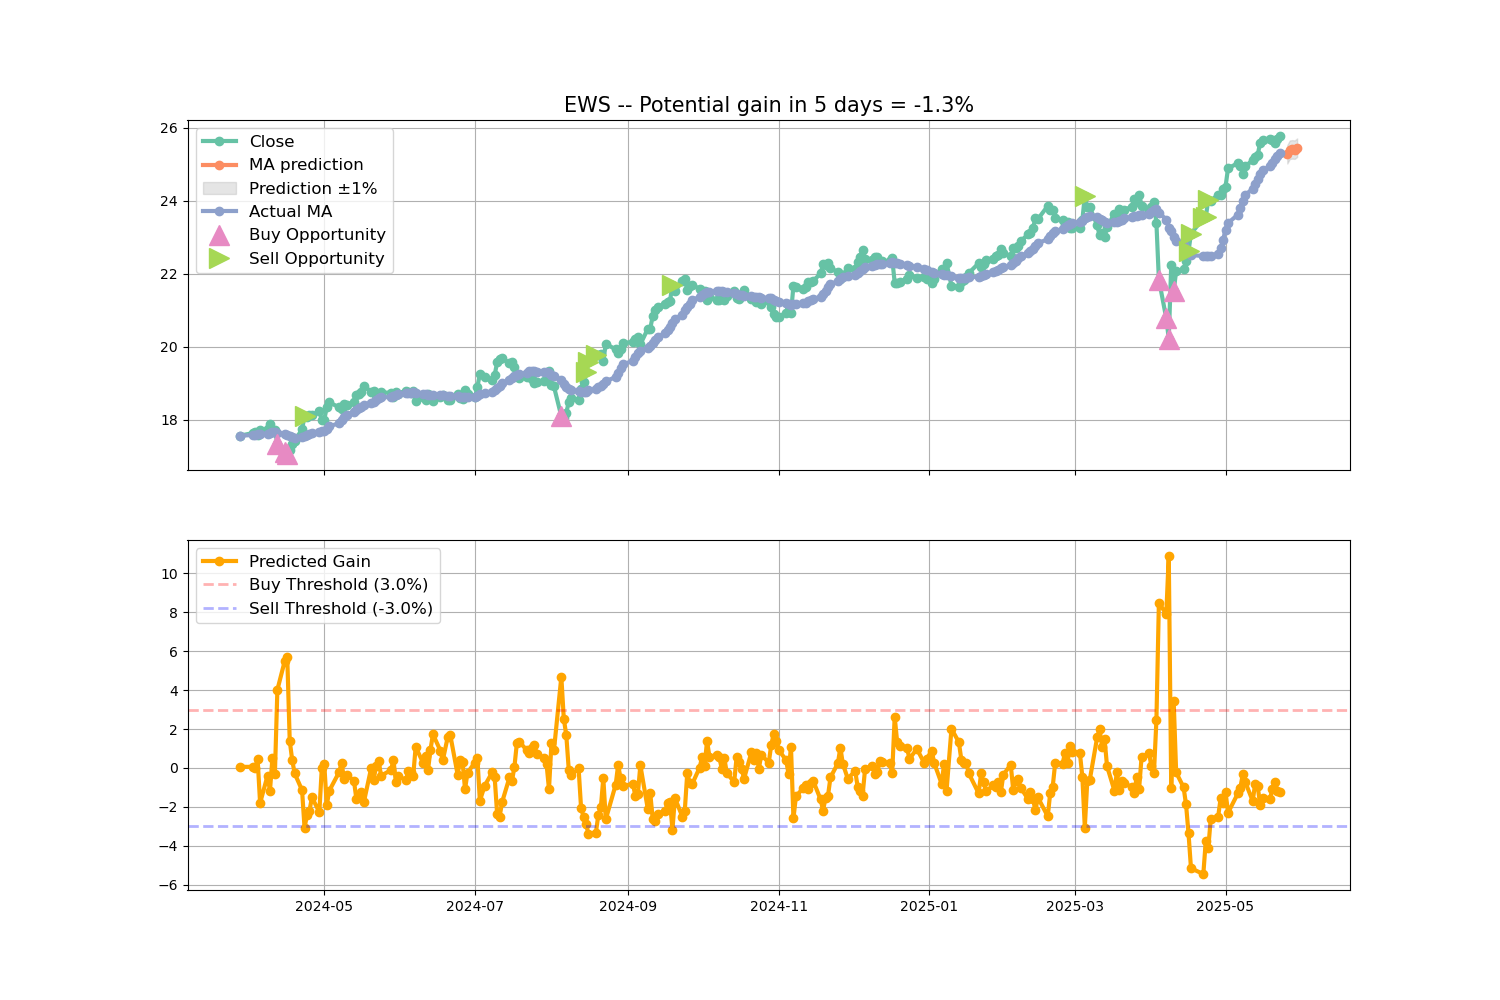 EWS -- Potential gain in 5 days = -1.3%
26
24
22
20
18
Close
MA prediction
Prediction ±1%
Actual MA
Buy Opportunity
Sell Opportunity
10
8
6
4
2
0
−2
−4
−6
Predicted Gain
Buy Threshold (3.0%)
Sell Threshold (-3.0%)
2024-05
2024-07
2024-09
2024-11
2025-01
2025-03
2025-05